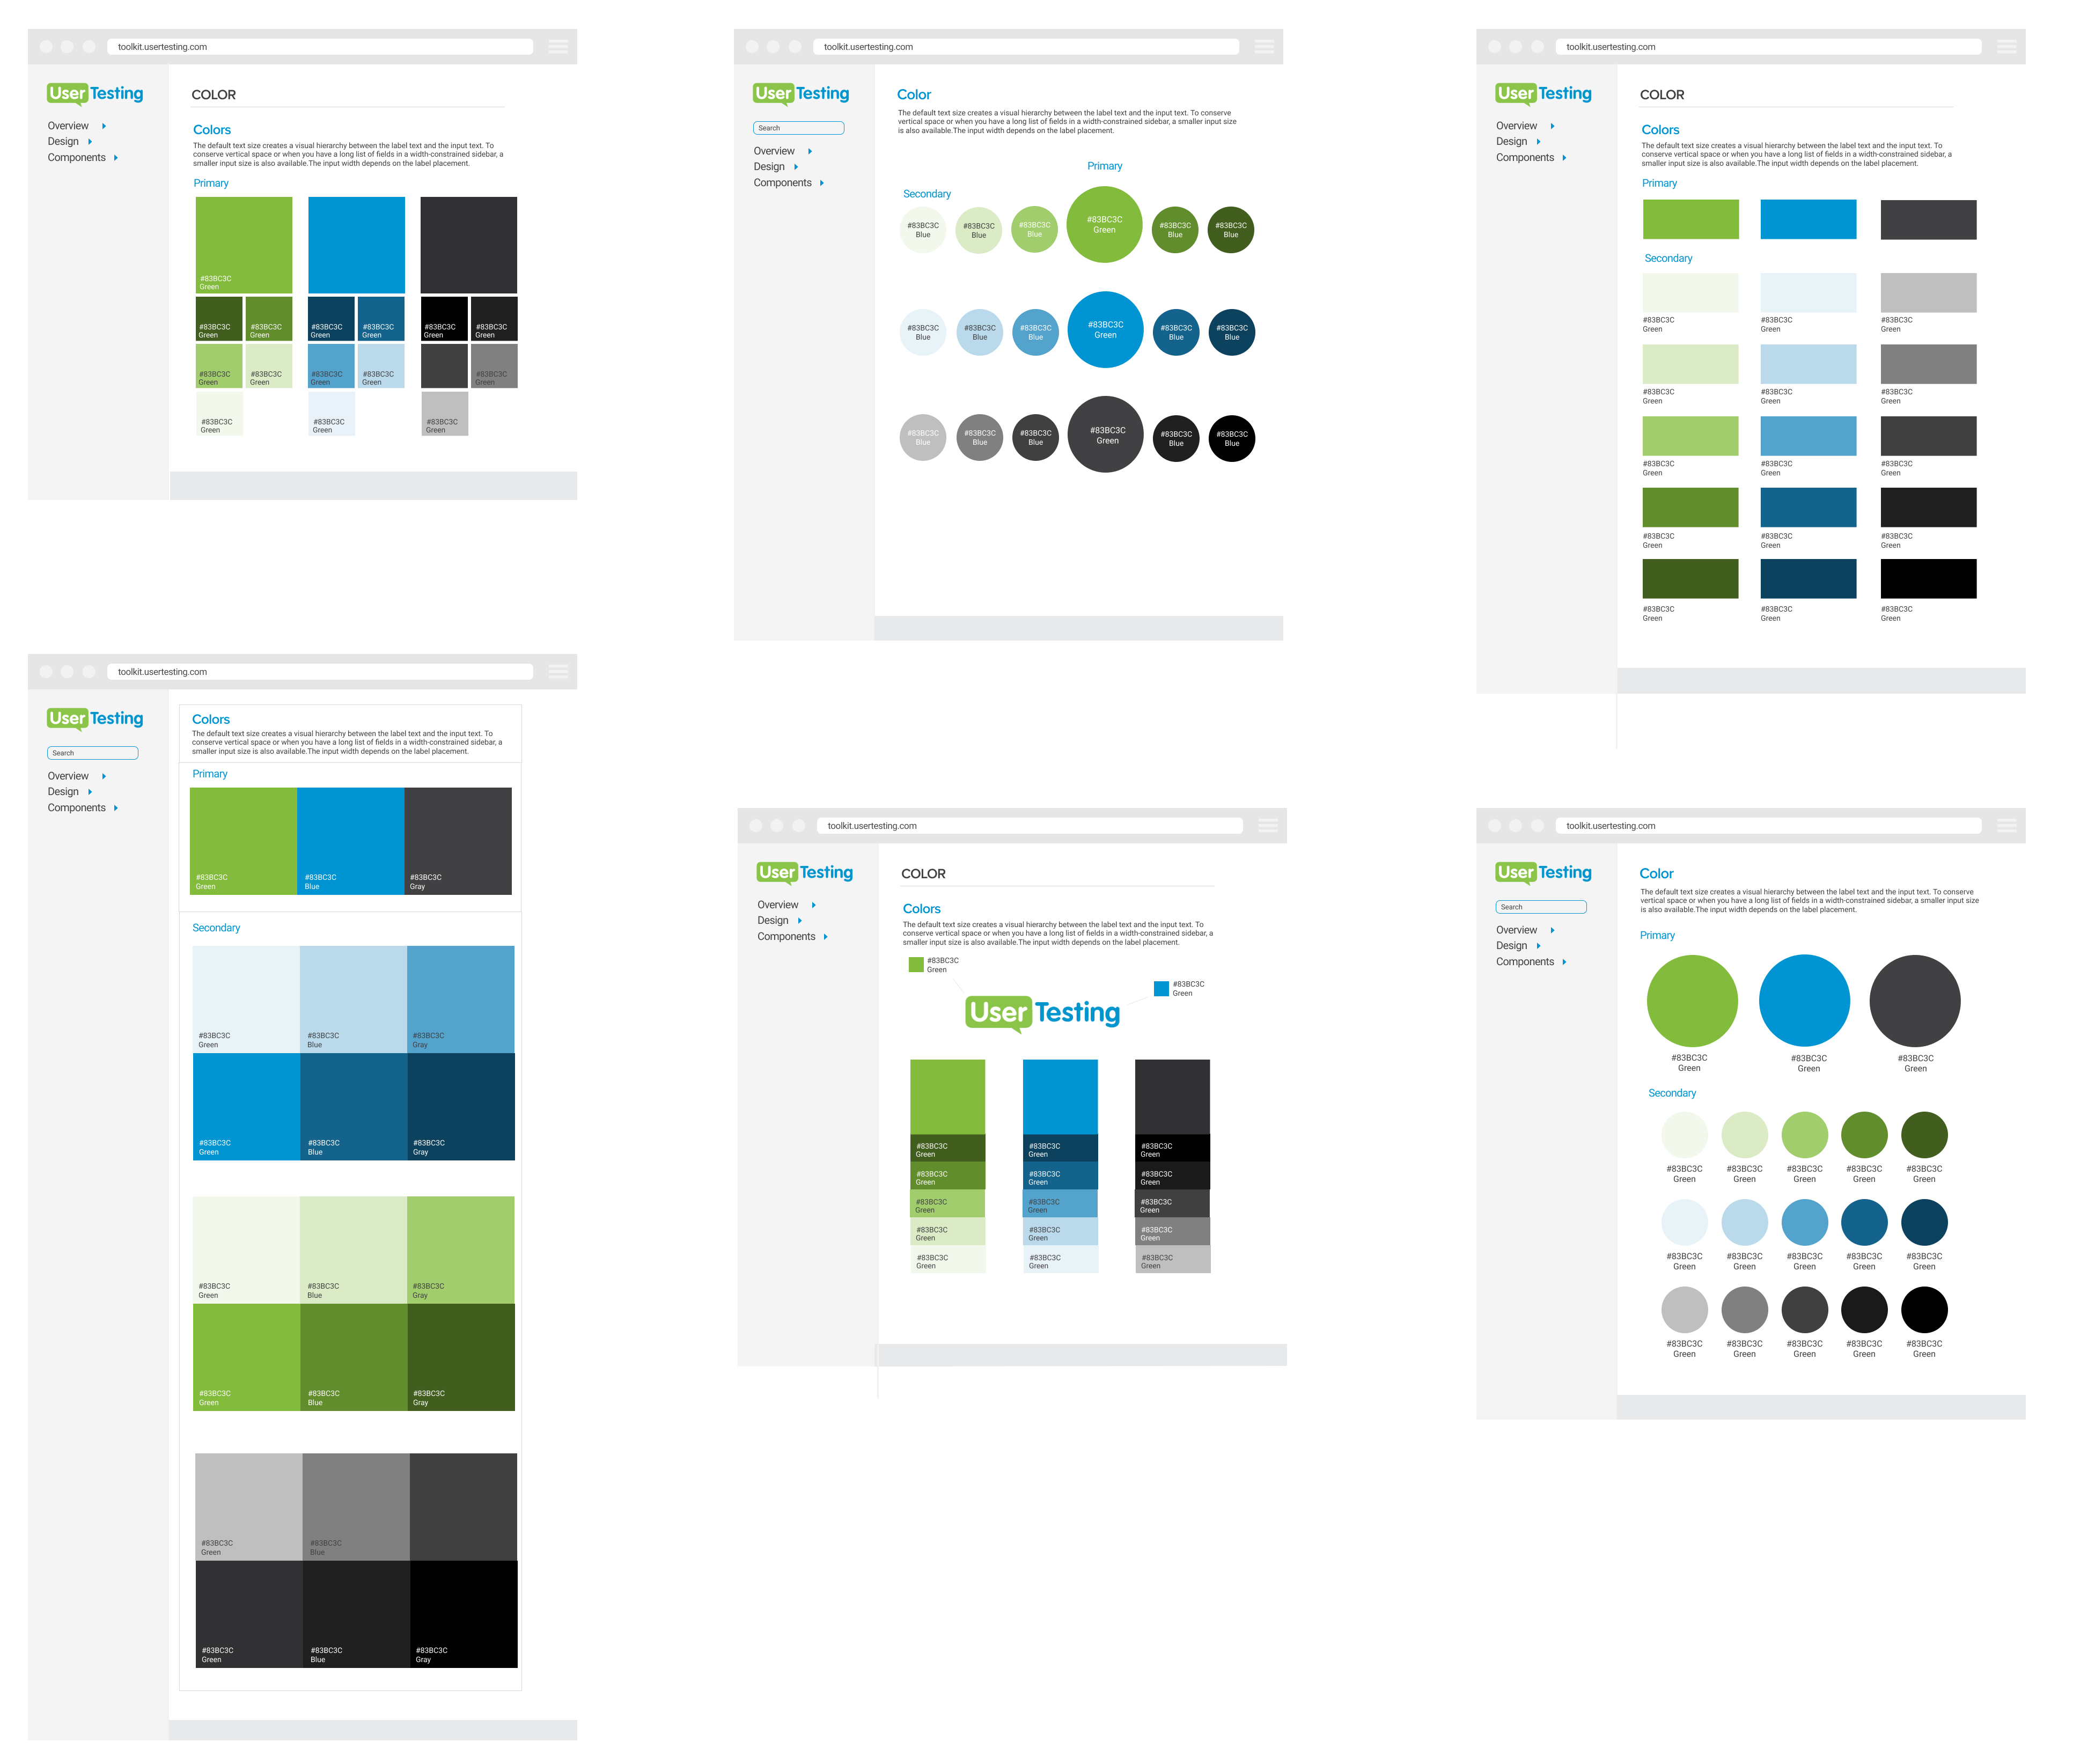 toolkit.usertesting.com
User Testing
Overview
Design
Components
COLOR
Colors
The default text size creates a visual hierarchy between the label text and the input text. To
conserve vertical space or when you have a long list of fields in a width-constrained sidebar, a
smaller input size is also available.The input width depends on the label placement.
Primary
#83BC3C
Green
#83BC3C #83BC3C #83BC3C #83BC3C #83BC3C #83BC3C
Green Green Green Green Green Green
#83BC3C #83BC3C #83BC3C #83BC3C #83BC3C
Green Green Green Green Green
#83BC3C #83BC3C #83BC3C
Green Green Green
toolkit.usertesting.com
User Testing
Search
Overview
Design
Components
Color
The default text size creates a visual hierarchy between the label text and the input text. To conserve
vertical space or when you have a long list of fields in a width-constrained sidebar, a smaller input size
is also available.The input width depends on the label placement.
Primary
Secondary
#83BC3C #83BC3C #83BC3C #83BC3C #83BC3C #83BC3C
Blue Blue Blue Green Blue Blue
#83BC3C #83BC3C #83BC3C #83BC3C #83BC3C #83BC3C
Blue Blue Blue Green Blue Blue
#83BC3C #83BC3C #83BC3C #83BC3C #83BC3C #83BC3C
Blue Blue Blue Green Blue Blue
toolkit.usertesting.com
User Testing
Overview
Design
Components
COLOR
Colors
The default text size creates a visual hierarchy between the label text and the input text. To
conserve vertical space or when you have a long list of fields in a width-constrained sidebar, a
smaller input size is also available.The input width depends on the label placement.
Primary
Secondary
#83BC3C #83BC3C #83BC3C
Green Green Green
#83BC3C #83BC3C #83BC3C
Green Green Green
#83BC3C #83BC3C #83BC3C
Green Green Green
#83BC3C #83BC3C #83BC3C
Green Green Green
#83BC3C #83BC3C #83BC3C
Green Green Green
toolkit.usertesting.com
User Testing
Search
Overview
Design
Components
Colors
The default text size creates a visual hierarchy between the label text and the input text. To
conserve vertical space or when you have a long list of fields in a width-constrained sidebar, a
smaller input size is also available.The input width depends on the label placement.
Primary
#83BC3C #83BC3C #83BC3C
Green Blue Gray
Secondary
#83BC3C #83BC3C #83BC3C
Green Blue Gray
#83BC3C #83BC3C #83BC3C
Green Blue Gray
#83BC3C #83BC3C #83BC3C
Green Blue Gray
#83BC3C #83BC3C #83BC3C
Green Blue Gray
#83BC3C #83BC3C
Green Blue
#83BC3C #83BC3C #83BC3C
Green Blue Gray
toolkit.usertesting.com
User Testing
Overview
Design
Components
COLOR
Colors
The default text size creates a visual hierarchy between the label text and the input text. To
conserve vertical space or when you have a long list of fields in a width-constrained sidebar, a
smaller input size is also available.The input width depends on the label placement.
#83BC3C
Green
#83BC3C
Green
User Testing
#83BC3C #83BC3C #83BC3C
Green Green Green
#83BC3C #83BC3C #83BC3C
Green Green Green
#83BC3C #83BC3C #83BC3C
Green Green Green
#83BC3C #83BC3C #83BC3C
Green Green Green
#83BC3C #83BC3C #83BC3C
Green Green Green
toolkit.usertesting.com
User Testing
Search
Overview
Design
Components
Color
The default text size creates a visual hierarchy between the label text and the input text. To conserve
vertical space or when you have a long list of fields in a width-constrained sidebar, a smaller input size
is also available.The input width depends on the label placement.
Primary
#83BC3C #83BC3C #83BC3C
Green Green Green
Secondary
#83BC3C #83BC3C #83BC3C #83BC3C #83BC3C
Green Green Green Green Green
#83BC3C #83BC3C #83BC3C #83BC3C #83BC3C
Green Green Green Green Green
#83BC3C #83BC3C #83BC3C #83BC3C #83BC3C
Green Green Green Green Green